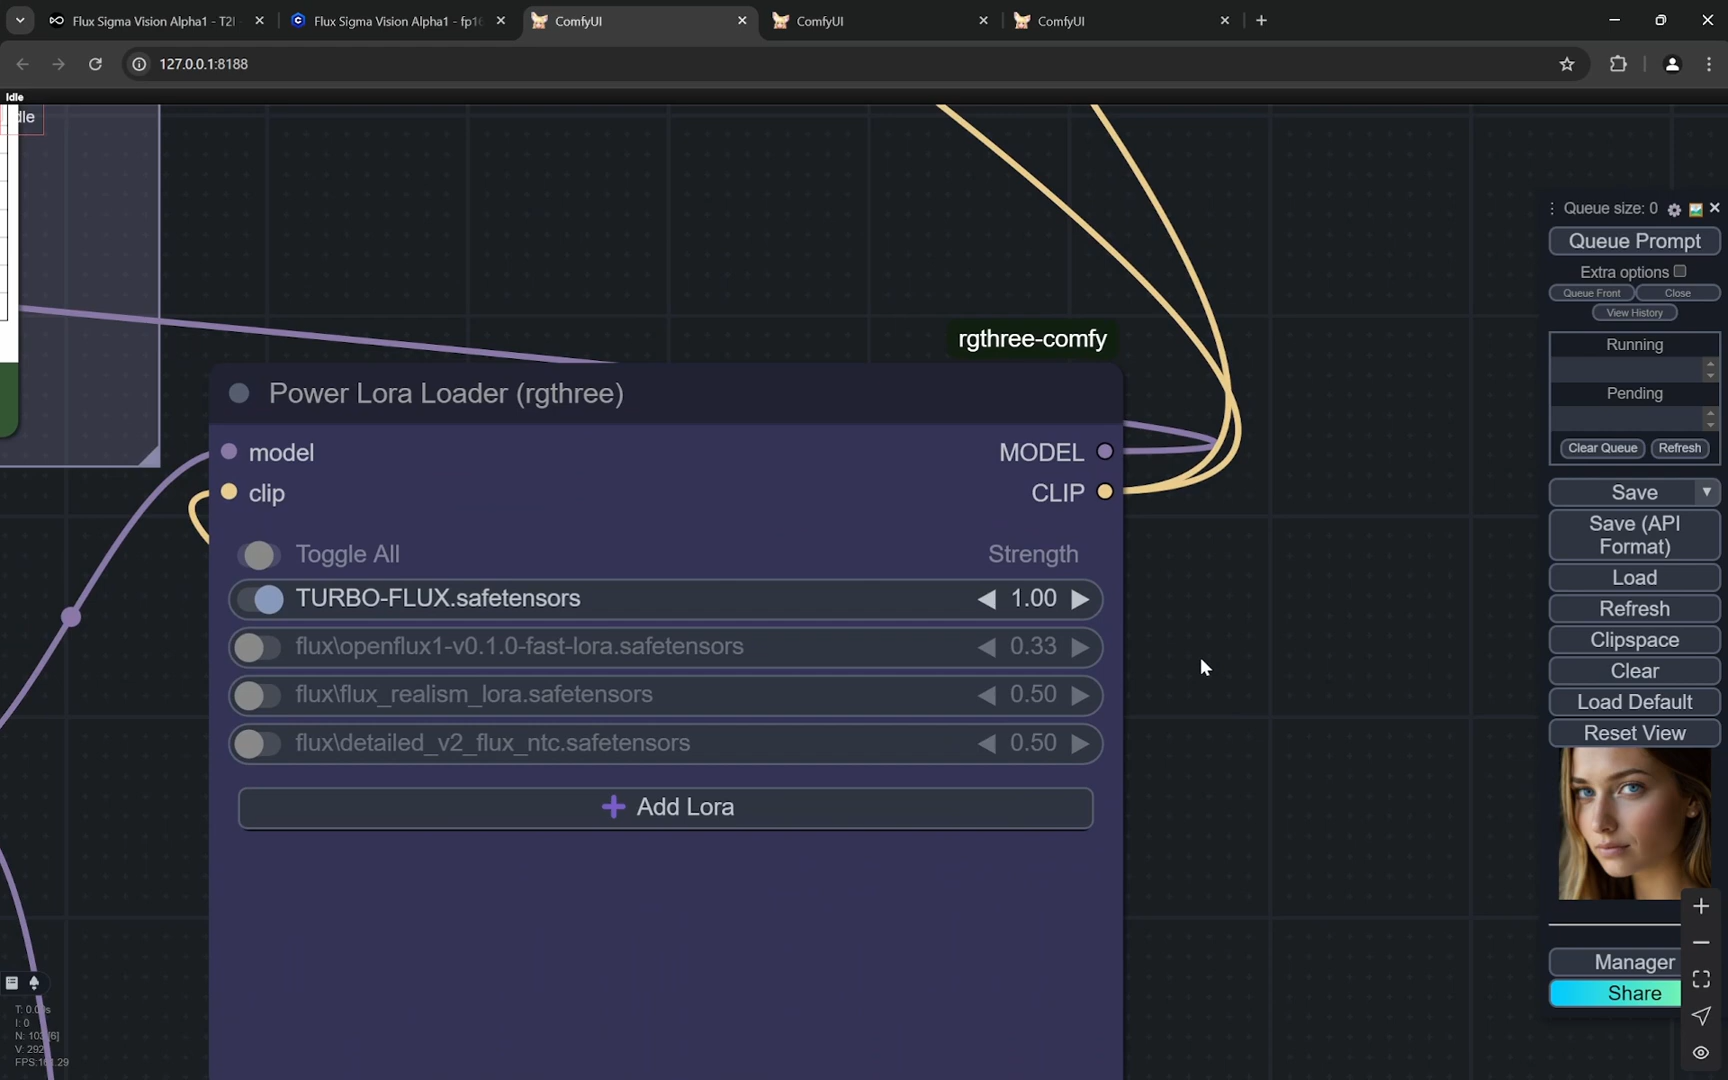 Flux Sigma Vision Alpha1 - T2I
Flux Sigma Vision Alpha1 - fp16
ComfyUI
ComfyUI
ComfyUI
127.0.0.1:8188
Idle
dle
Queue size: 0
Queue Prompt
Extra options
Queue Front
Close
View History
Running
Pending
Clear Queue
Refresh
Save
Save (API
Format)
Load
Refresh
Clipspace
Clear
Load Default
Reset View
Manager
Share
rgthree-comfy
Power Lora Loader (rgthree)
model
MODEL
clip
CLIP
Toggle All
Strength
TURBO-FLUX.safetensors
1.00
flux\openflux1-v0.1.0-fast-lora.safetensors
0.33
flux\flux_realism_lora.safetensors
0.50
flux\detailed_v2_flux_ntc.safetensors
0.50
Add Lora
I: 0